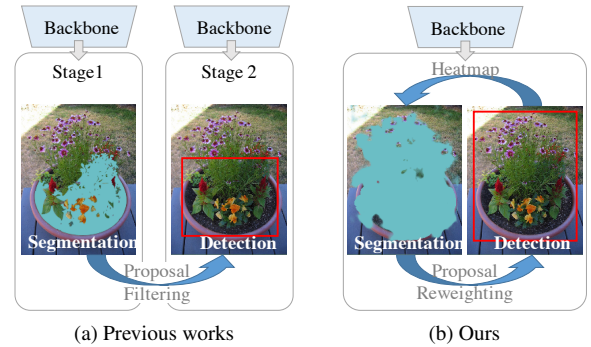 Backbone
Backbone
Backbone
Stage1
Stage 2
Heatmap
Segmentation
Detection
Segmentation
Detection
Proposal
Filtering
Proposal
Reweighting
(a) Previous works
(b) Ours